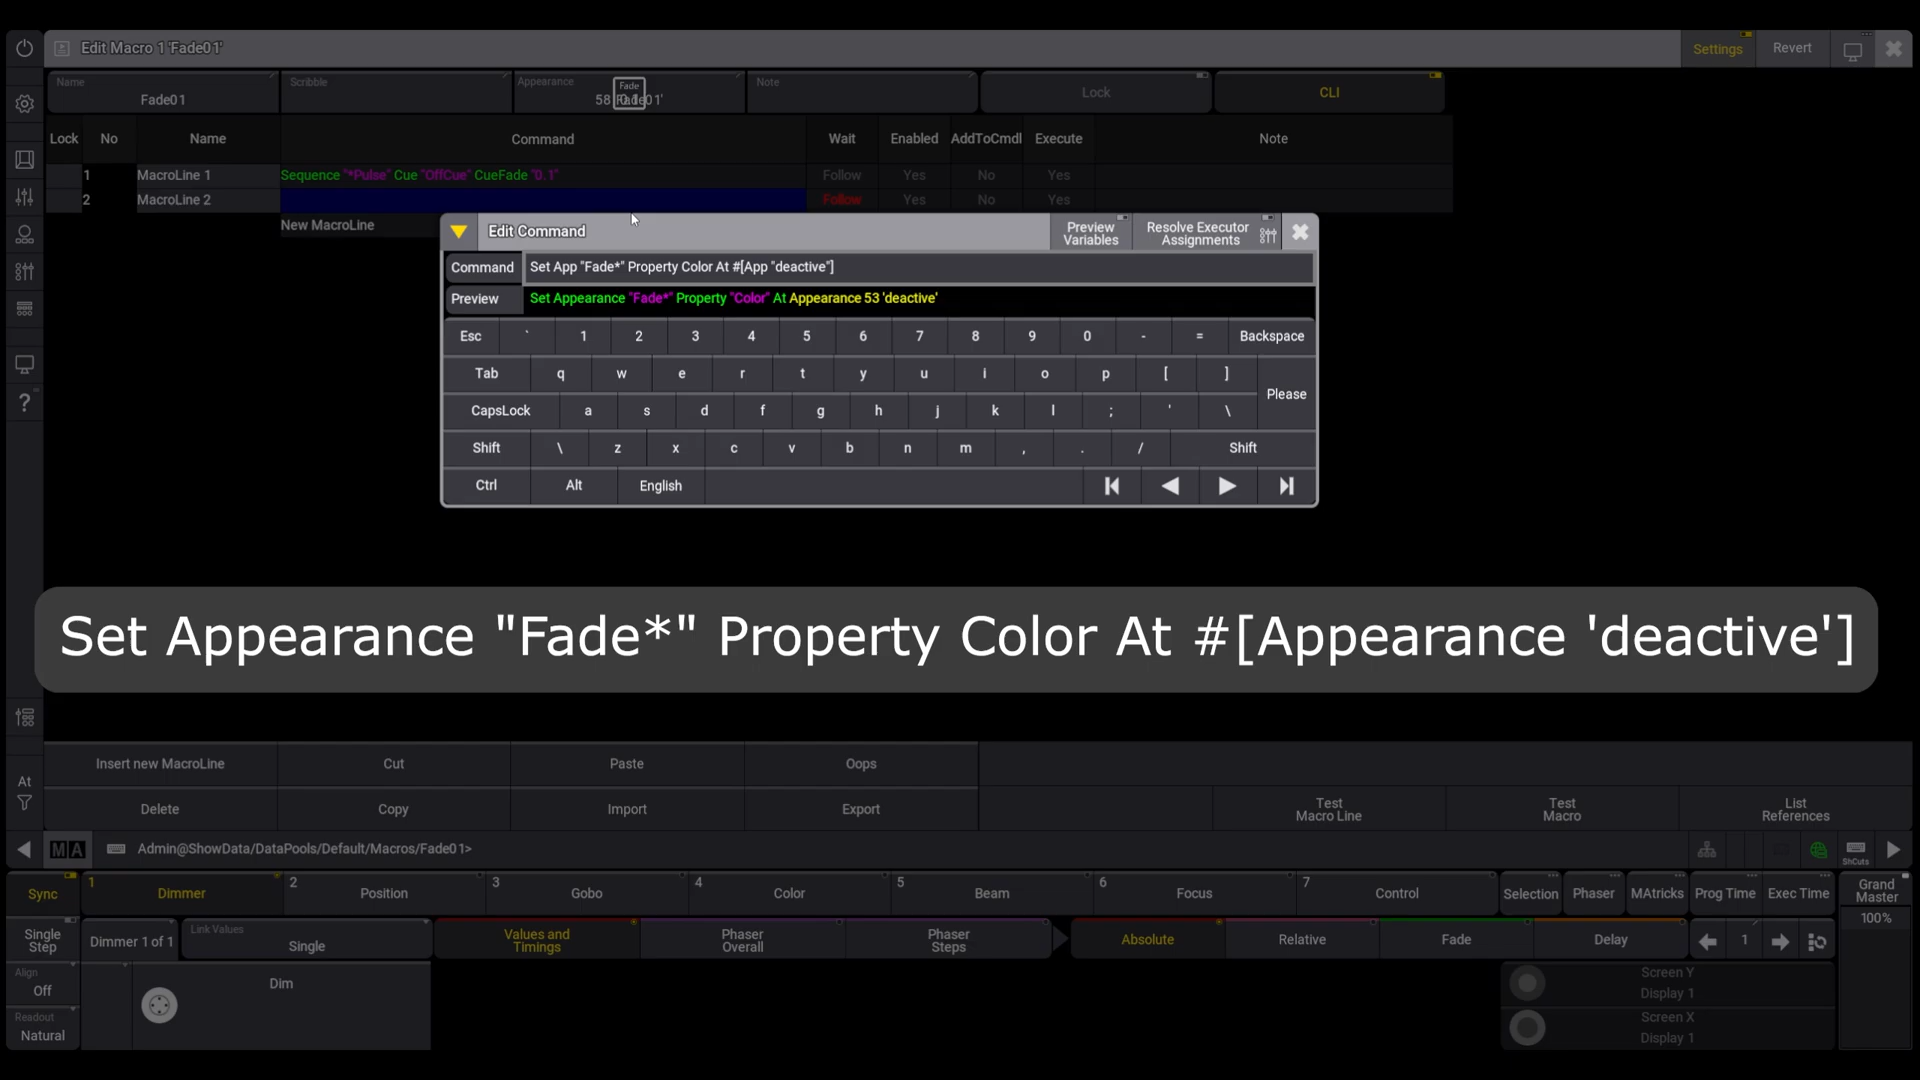 Edit Macro 1 'Fade01'
Settings
Revert
Name
Fade01
Scribble
Appearance
Fade
Note
Lock
CLI
Lock No Name Command Wait Enabled AddToCmdl Execute Note
1 MacroLine 1 Sequence "*Pulse" Cue "OffCue" CueFade "0.1" Follow Yes No Yes
2 MacroLine 2 Follow Yes No Yes
New MacroLine
Edit Command
Preview Variables
Resolve Executor Assignments
Command Set App "Fade*" Property Color At #[App "deactive"]
Preview Set Appearance "Fade*" Property "Color" At Appearance 53 'deactive'
Esc ` 1 2 3 4 5 6 7 8 9 0 - = Backspace
Tab q w e r t y u i o p [ ]
Please
CapsLock a s d f g h j k l ; ' \
Shift \ z x c v b n m , . / Shift
Ctrl Alt English
Set Appearance "Fade*" Property Color At #[Appearance 'deactive']
Insert new MacroLine Cut Paste Oops
Delete Copy Import Export
Test Macro Line
Test Macro
List References
At
MA
Admin@ShowData/DataPools/Default/Macros/Fade01>
ShCuts
Sync
1 Dimmer
2 Position
3 Gobo
4 Color
5 Beam
6 Focus
7 Control
Selection Phaser MAtricks Prog Time Exec Time
Grand Master
100%
Single Step
Dimmer 1 of 1
Link Values
Single
Values and Timings
Phaser Overall
Phaser Steps
Absolute Relative Fade Delay
1
Align
Off
Dim
Readout
Natural
Screen Y
Display 1
Screen X
Display 1